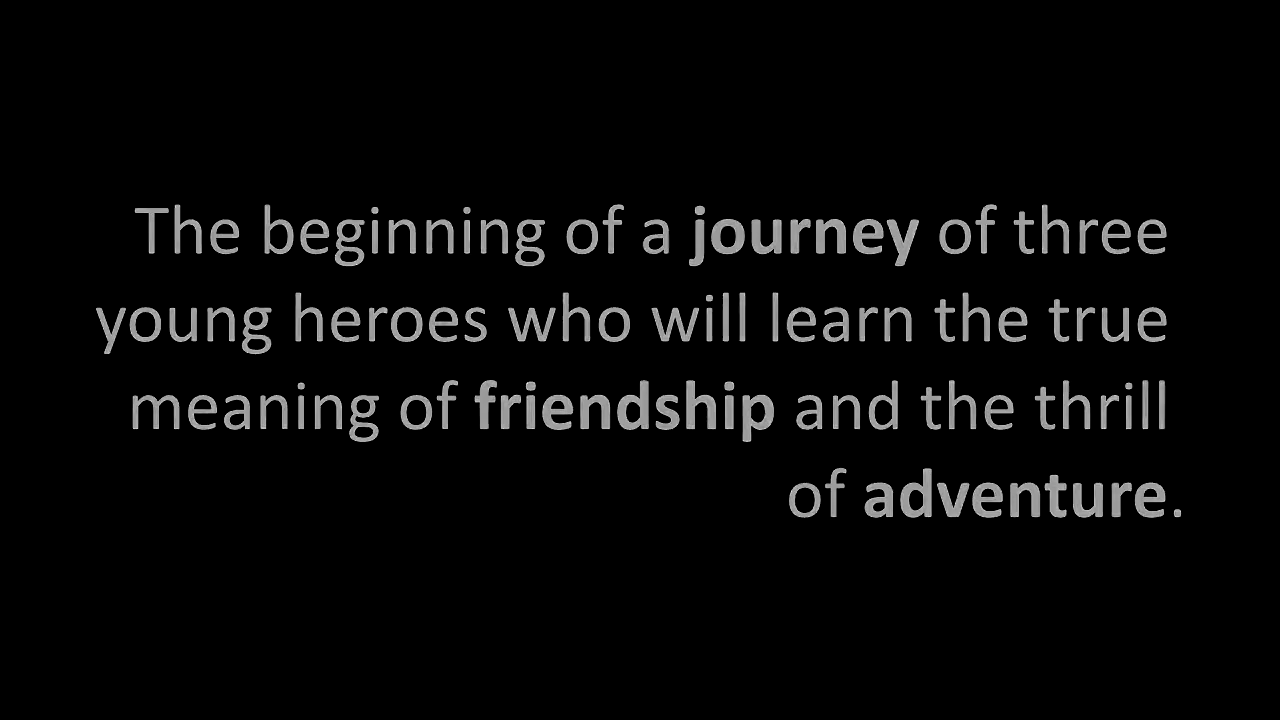 The beginning of a journey of three
young heroes who will learn the true
meaning of friendship and the thrill
of adventure.